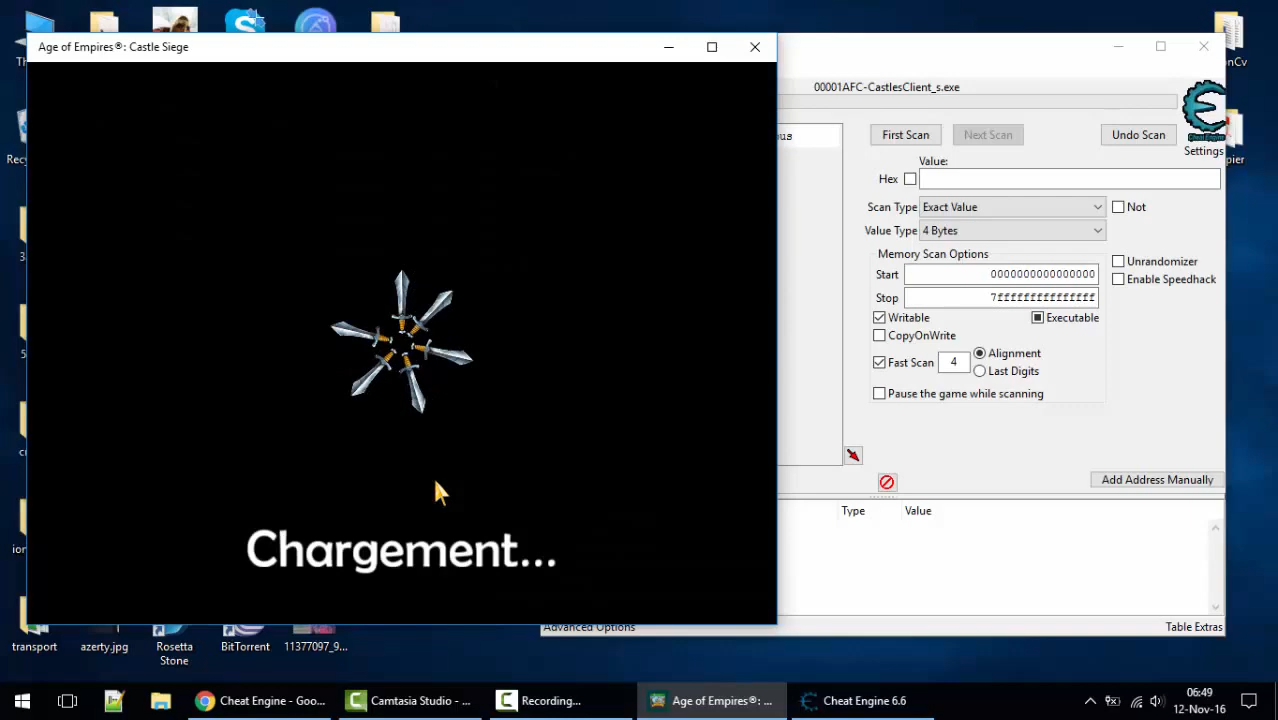 Age of Empires®: Castle Siege
Chargement...
00001AFC-CastlesClient_s.exe
First Scan
Next Scan
Undo Scan
Cheat Engine
Settings
Value:
Hex
Scan Type
Exact Value
Not
Value Type
4 Bytes
Memory Scan Options
Start
0000000000000000
Stop
7fffffffffffffff
Unrandomizer
Enable Speedhack
Writable
Executable
CopyOnWrite
Fast Scan
4
Alignment
Last Digits
Pause the game while scanning
Add Address Manually
Type
Value
Advanced Options
Table Extras
transport
azerty.jpg
Rosetta
Stone
BitTorrent
11377097_9...
Cheat Engine - Goo...
Camtasia Studio - ...
Recording...
Age of Empires®: ...
Cheat Engine 6.6
06:49
12-Nov-16